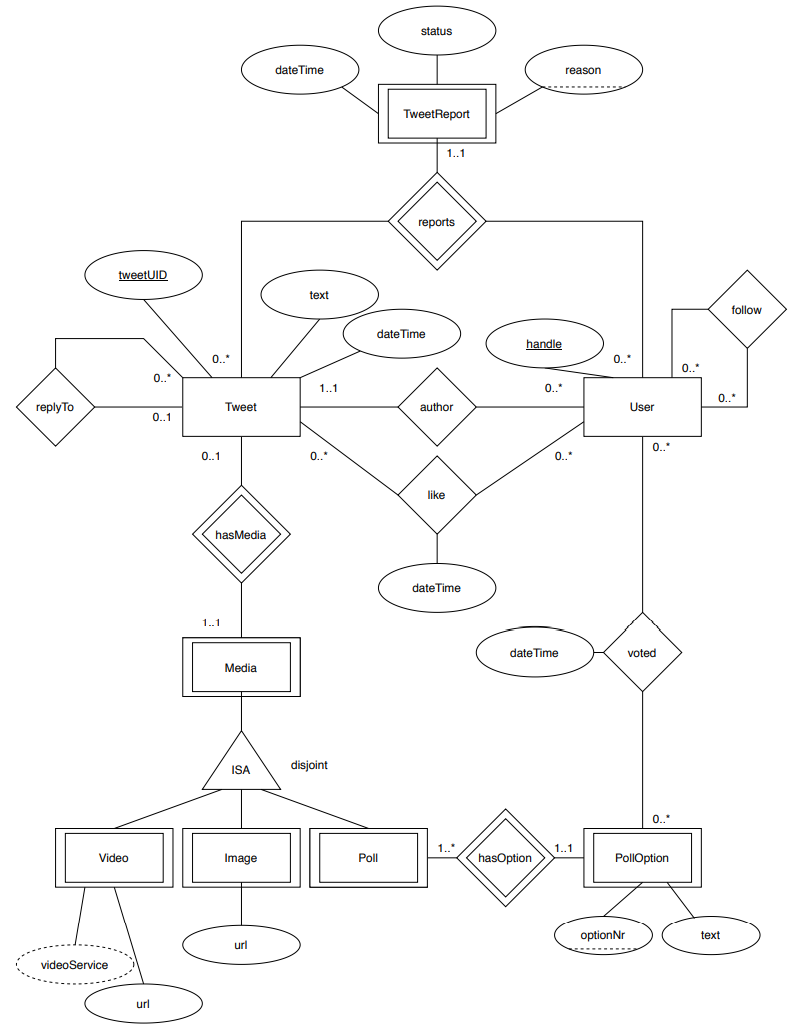 status
dateTime
reason
TweetReport
1..1
reports
tweetUID
text
dateTime
follow
handle
0..*
0..*
0..*
0..*
1..1
0..*
0..*
replyTo
0..1
Tweet
author
User
0..1
0..*
0..*
0..*
like
hasMedia
dateTime
1..1
dateTime
voted
Media
ISA
disjoint
0..*
1..*
1..1
Video
Image
Poll
hasOption
PollOption
optionNr
text
url
videoService
url